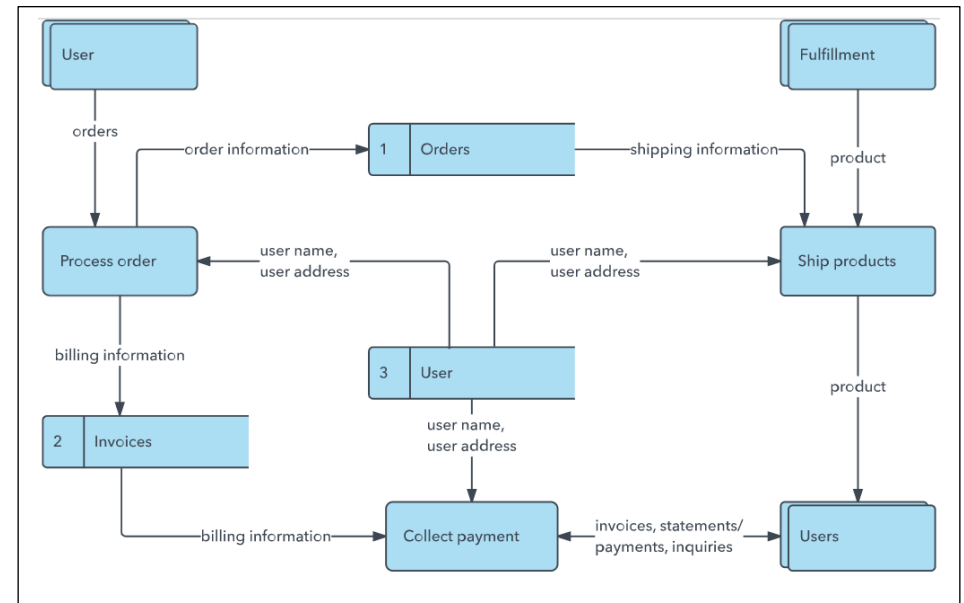 User
Fulfillment
orders
order information
1 Orders
shipping information
product
Process order
user name,
user address
user name,
user address
Ship products
billing information
3 User
product
2 Invoices
user name,
user address
billing information
Collect payment
invoices, statements/
payments, inquiries
Users